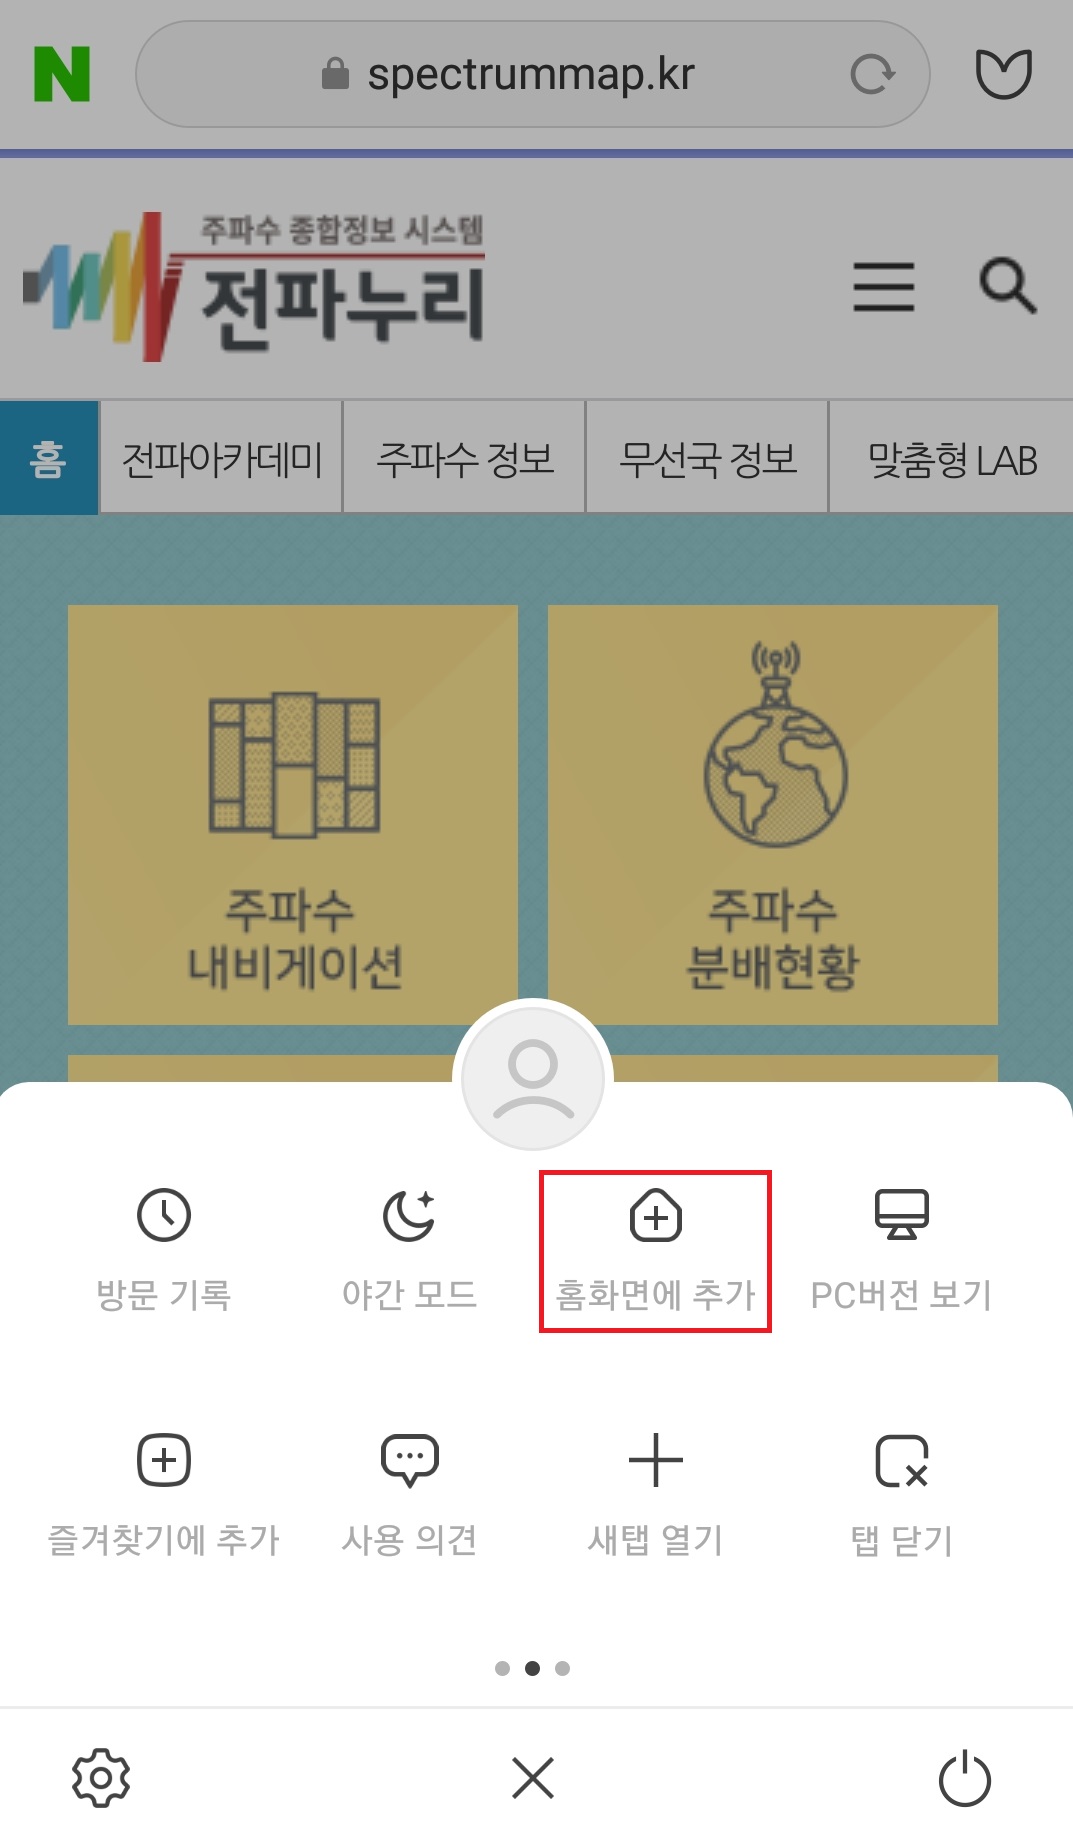 N
spectrummap.kr
주파수 종합정보 시스템
전파누리
홈
전파아카데미
주파수 정보
무선국 정보
맞춤형 LAB
주파수
내비게이션
주파수
분배현황
방문 기록
야간 모드
홈화면에 추가
PC버전 보기
즐겨찾기에 추가
사용 의견
새탭 열기
탭 닫기